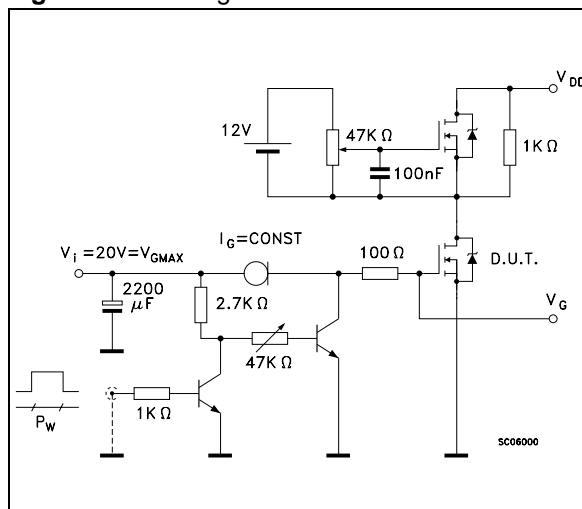 V_DD
12V
47K Ω
1K Ω
100nF
I_G=CONST
V_i =20V=V_GMAX
100 Ω
D.U.T.
2200
μF
2.7K Ω
V_G
47K Ω
1K Ω
P_W
SC06000